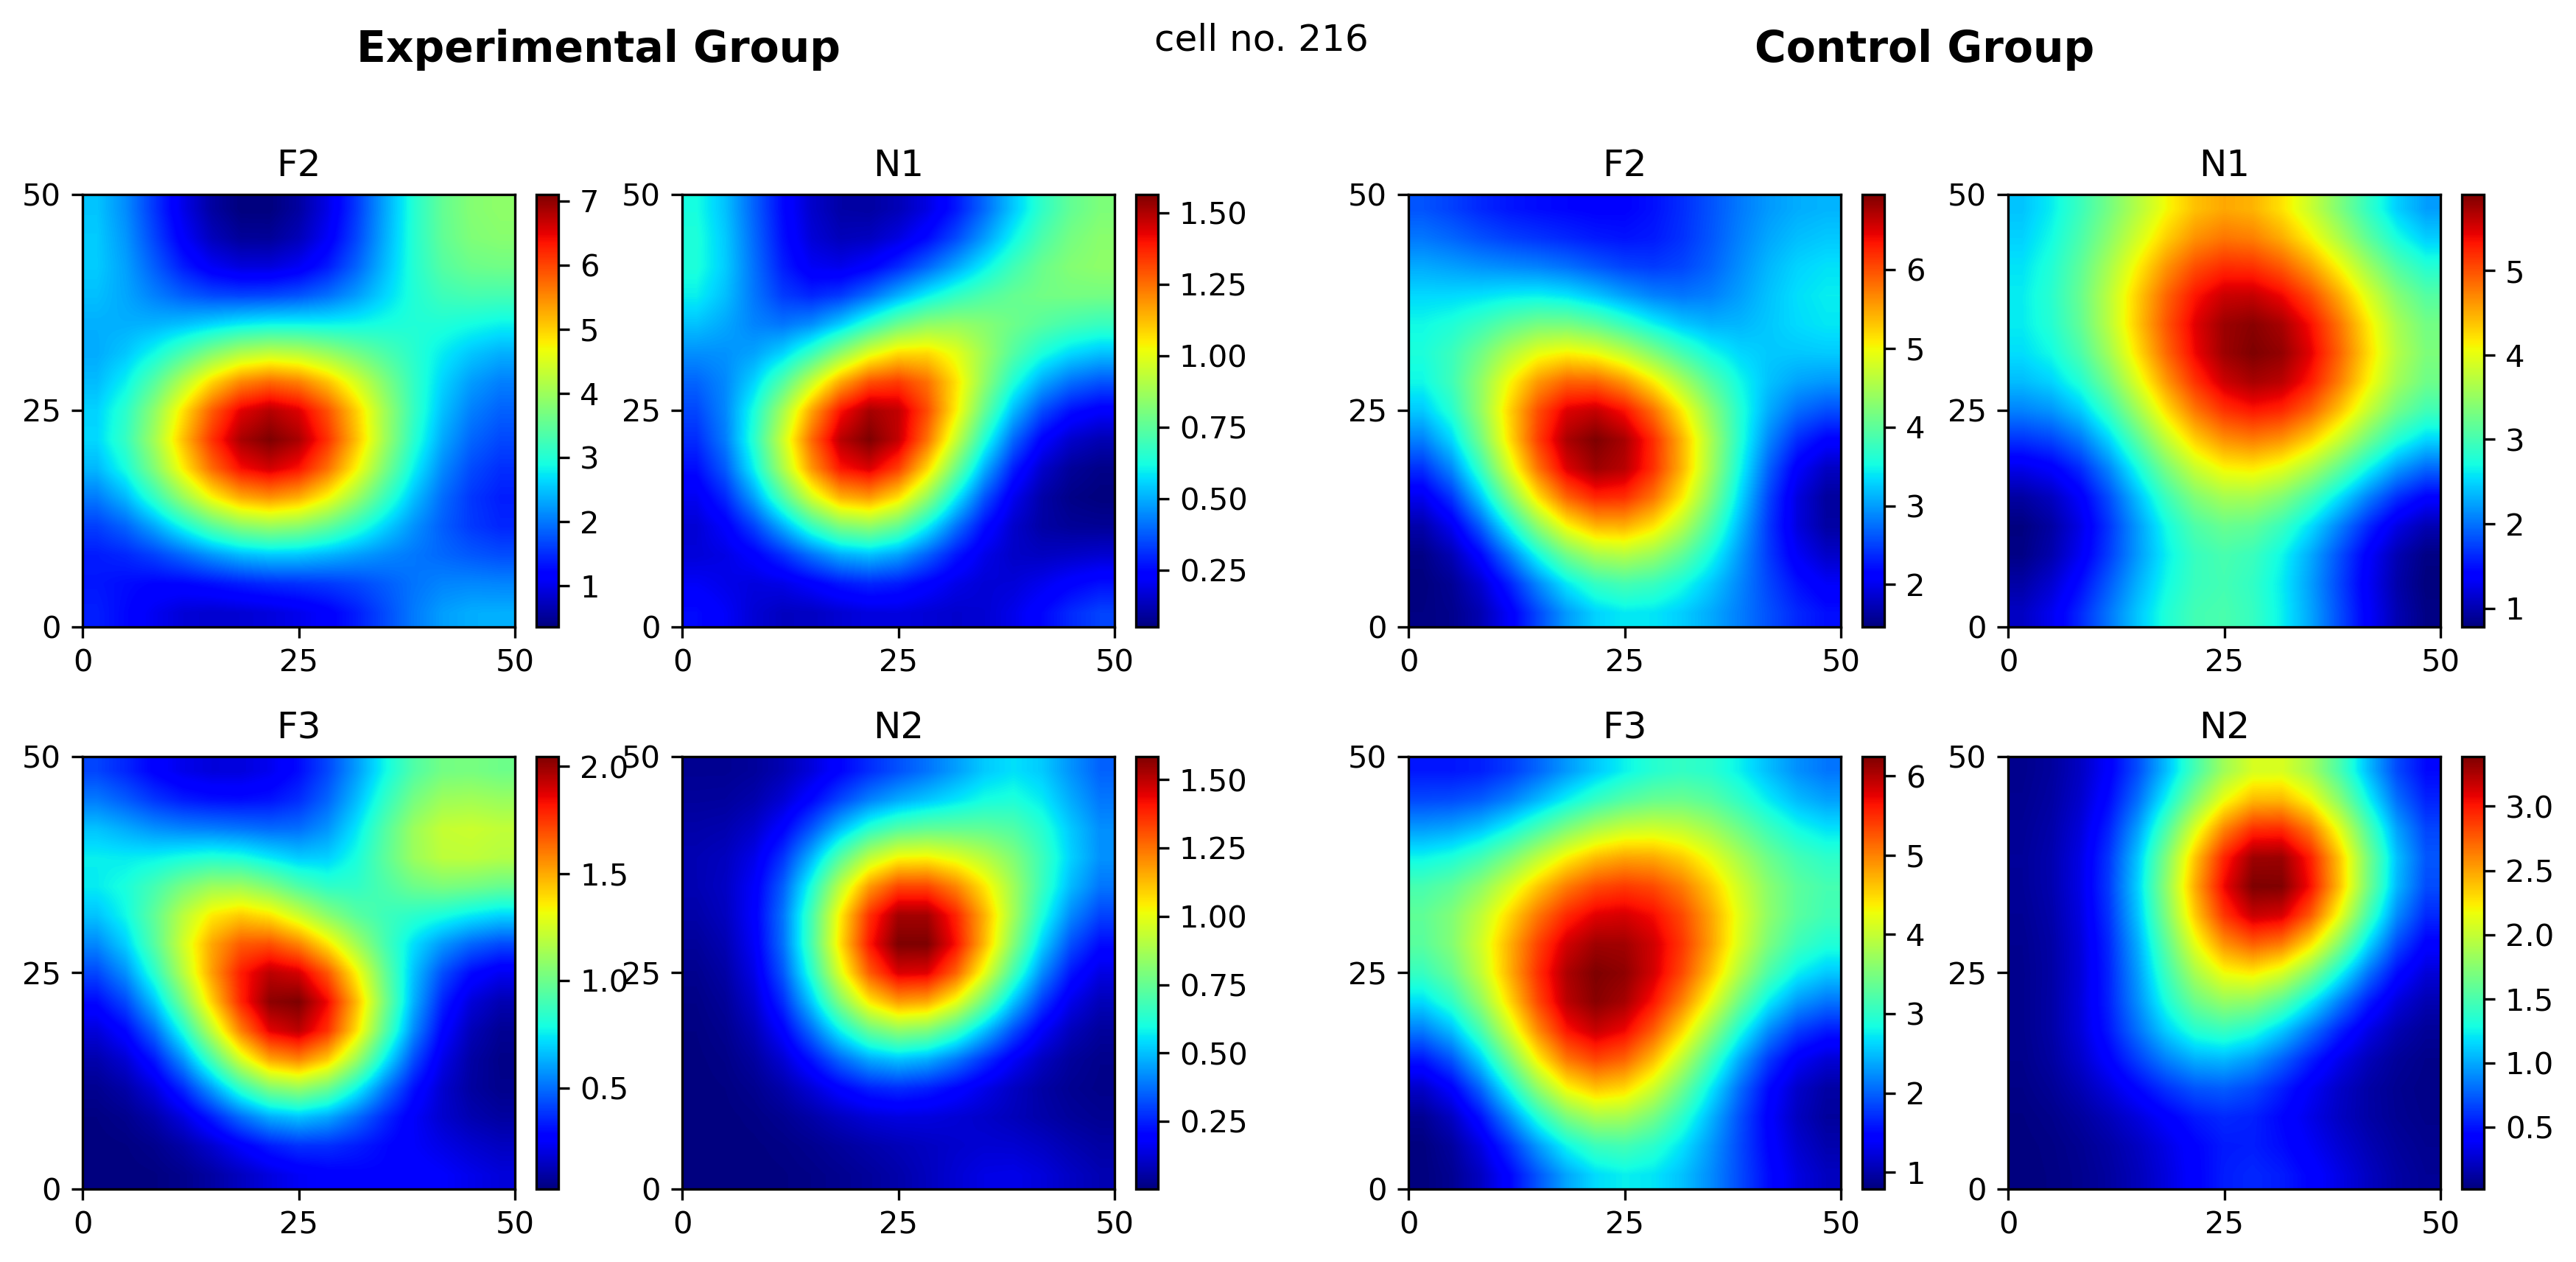 Experimental Group cell no. 216 Control Group
F2 N1 F2 N1
50 7 50 1.50 50 50
6 1.25 6 5
5 1.00 5 4
25 4 25 0.75 25 4 25 3
3 0.50 3 2
2 0.25 2 1
1
0 0 0 0
0 25 50 0 25 50 0 25 50 0 25 50
F3 N2 F3 N2
50 2.0 50 1.50 50 6 50 3.0
1.5 1.25 5 2.5
25 1.0 25 1.00 25 4 25 2.0
0.5 0.75 3 1.5
0.50 2 1.0
0.25 1 0.5
0 0 0 0
0 25 50 0 25 50 0 25 50 0 25 50